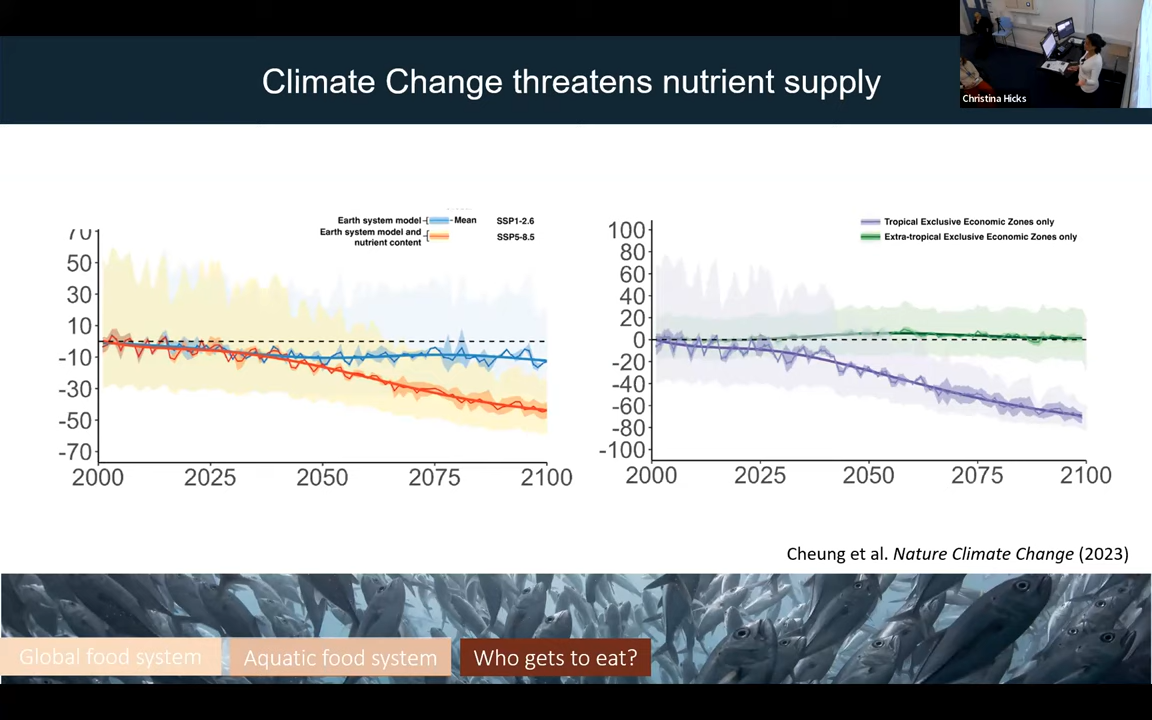 Climate Change threatens nutrient supply
Christina Hicks
Earth system model
Mean
SSP1-2.6
Earth system model and
nutrient content
SSP5-8.5
70
50
30
10
-10
-30
-50
-70
2000 2025 2050 2075 2100
Tropical Exclusive Economic Zones only
Extra-tropical Exclusive Economic Zones only
100
80
60
40
20
0
-20
-40
-60
-80
-100
2000 2025 2050 2075 2100
Cheung et al. Nature Climate Change (2023)
Global food system
Aquatic food system
Who gets to eat?